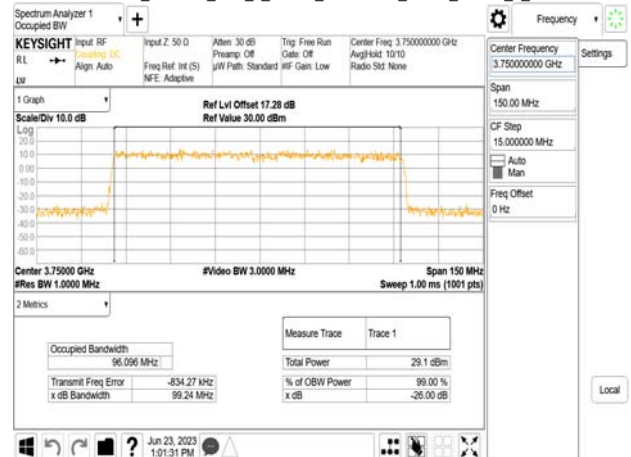 Spectrum Analyzer 1
Occupied BW
Frequency
KEYSIGHT
Input: RF
Coupling: DC
Align: Auto
RL
LU
Input Z: 50 Ω
Freq Ref: Int (S)
NFE: Adaptive
Atten: 30 dB
Preamp: Off
µW Path: Standard
Trig: Free Run
Gate: Off
#IF Gain: Low
Center Freq: 3.750000000 GHz
Avg|Hold: 10/10
Radio Std: None
Center Frequency
3.750000000 GHz
Settings
Span
150.00 MHz
CF Step
15.000000 MHz
Auto
Man
Freq Offset
0 Hz
1 Graph
Scale/Div 10.0 dB
Ref Lvl Offset 17.28 dB
Ref Value 30.00 dBm
Log
20.0
10.0
0.00
-10.0
-20.0
-30.0
-40.0
-50.0
-60.0
Center 3.75000 GHz
#Video BW 3.0000 MHz
Span 150 MHz
#Res BW 1.0000 MHz
Sweep 1.00 ms (1001 pts)
2 Metrics
Measure Trace Trace 1
Occupied Bandwidth
96.096 MHz
Total Power 29.1 dBm
Transmit Freq Error -834.27 kHz
% of OBW Power 99.00 %
x dB Bandwidth 99.24 MHz
x dB -26.00 dB
Local
?
Jun 23, 2023
1:01:31 PM